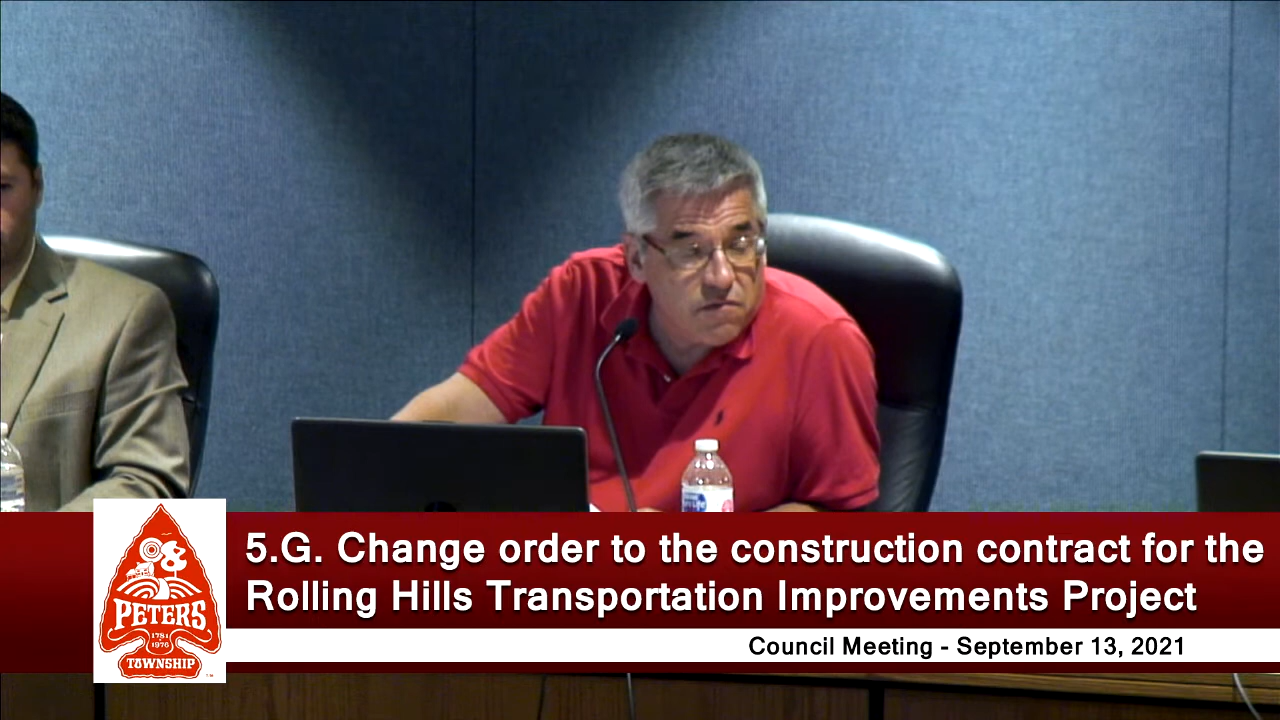 5.G. Change order to the construction contract for the
Rolling Hills Transportation Improvements Project
Council Meeting - September 13, 2021
PETERS
1781
1976
TOWNSHIP